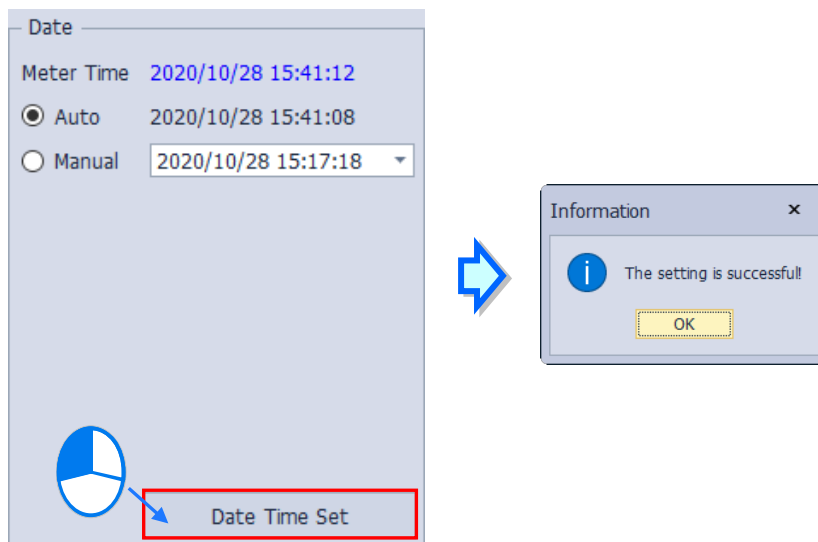 Date
Meter Time 2020/10/28 15:41:12
Auto 2020/10/28 15:41:08
Manual 2020/10/28 15:17:18
Date Time Set
Information x
i The setting is successful!
OK